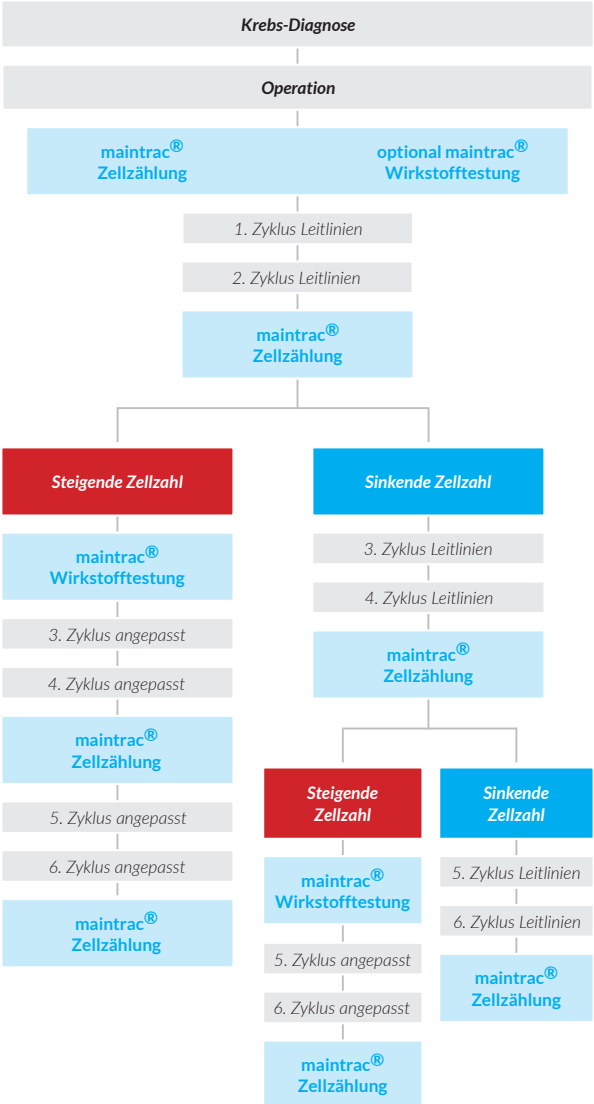 Krebs-Diagnose
Operation
maintrac®
Zellzählung
optional maintrac®
Wirkstofftestung
1. Zyklus Leitlinien
2. Zyklus Leitlinien
maintrac®
Zellzählung
Steigende Zellzahl
maintrac®
Wirkstofftestung
3. Zyklus angepasst
4. Zyklus angepasst
maintrac®
Zellzählung
5. Zyklus angepasst
6. Zyklus angepasst
maintrac®
Zellzählung
Sinkende Zellzahl
3. Zyklus Leitlinien
4. Zyklus Leitlinien
maintrac®
Zellzählung
Steigende
Zellzahl
maintrac®
Wirkstofftestung
5. Zyklus angepasst
6. Zyklus angepasst
maintrac®
Zellzählung
Sinkende
Zellzahl
5. Zyklus Leitlinien
6. Zyklus Leitlinien
maintrac®
Zellzählung